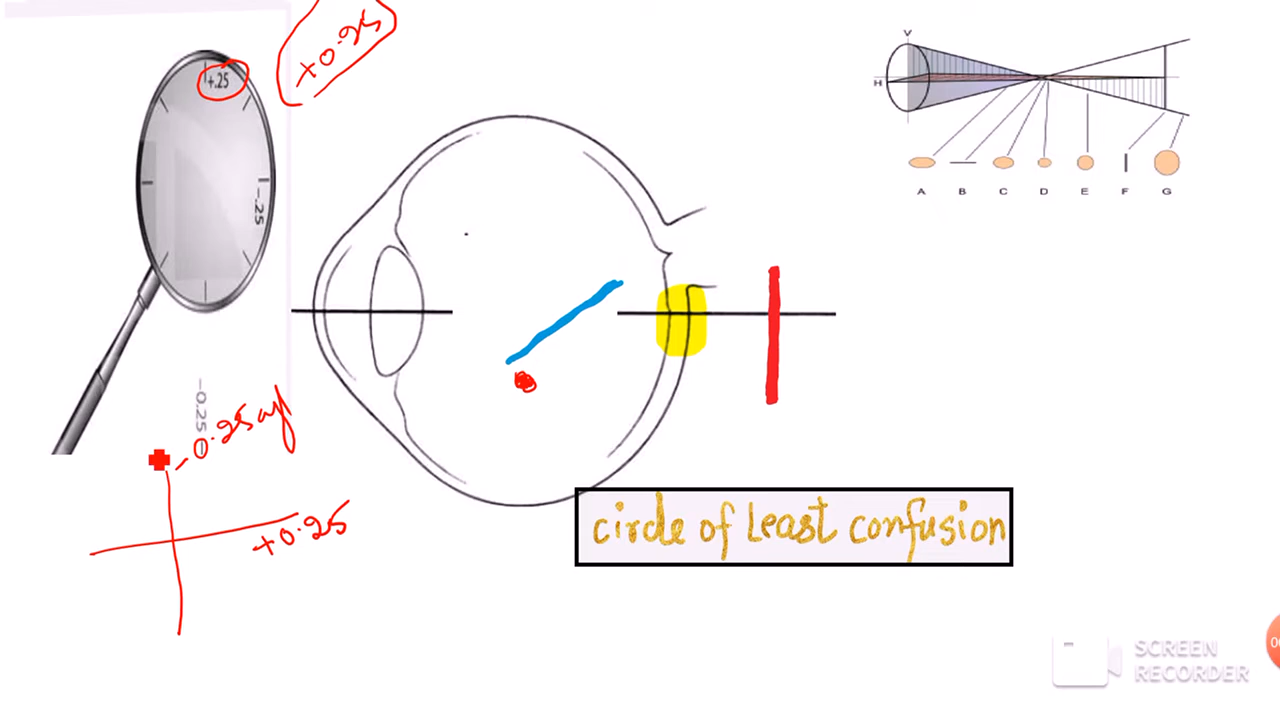 +0.25
+.25
-.25
-0.25
-0.25 cyl
+0.25
circle of Least confusion
V
H
A B C D E F G
SCREEN
RECORDER